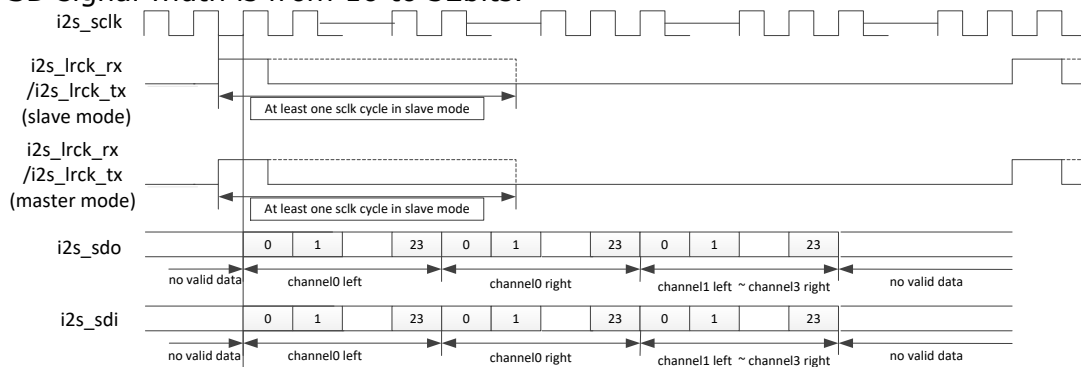 SD signal width is from 16 to 32bits.
i2s_sclk
i2s_lrck_rx
/i2s_lrck_tx
(slave mode)
At least one sclk cycle in slave mode
i2s_lrck_rx
/i2s_lrck_tx
(master mode)
At least one sclk cycle in slave mode
i2s_sdo
0 1 23 0 1 23 0 1 23
no valid data channel0 left channel0 right channel1 left ~ channel3 right no valid data
i2s_sdi
0 1 23 0 1 23 0 1 23
no valid data channel0 left channel0 right channel1 left ~ channel3 right no valid data